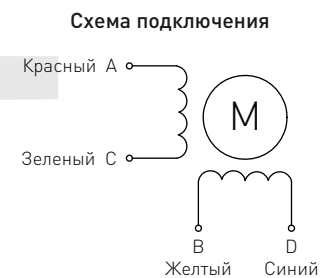 Схема подключения
Красный A
M
Зеленый C
B D
Желтый Синий